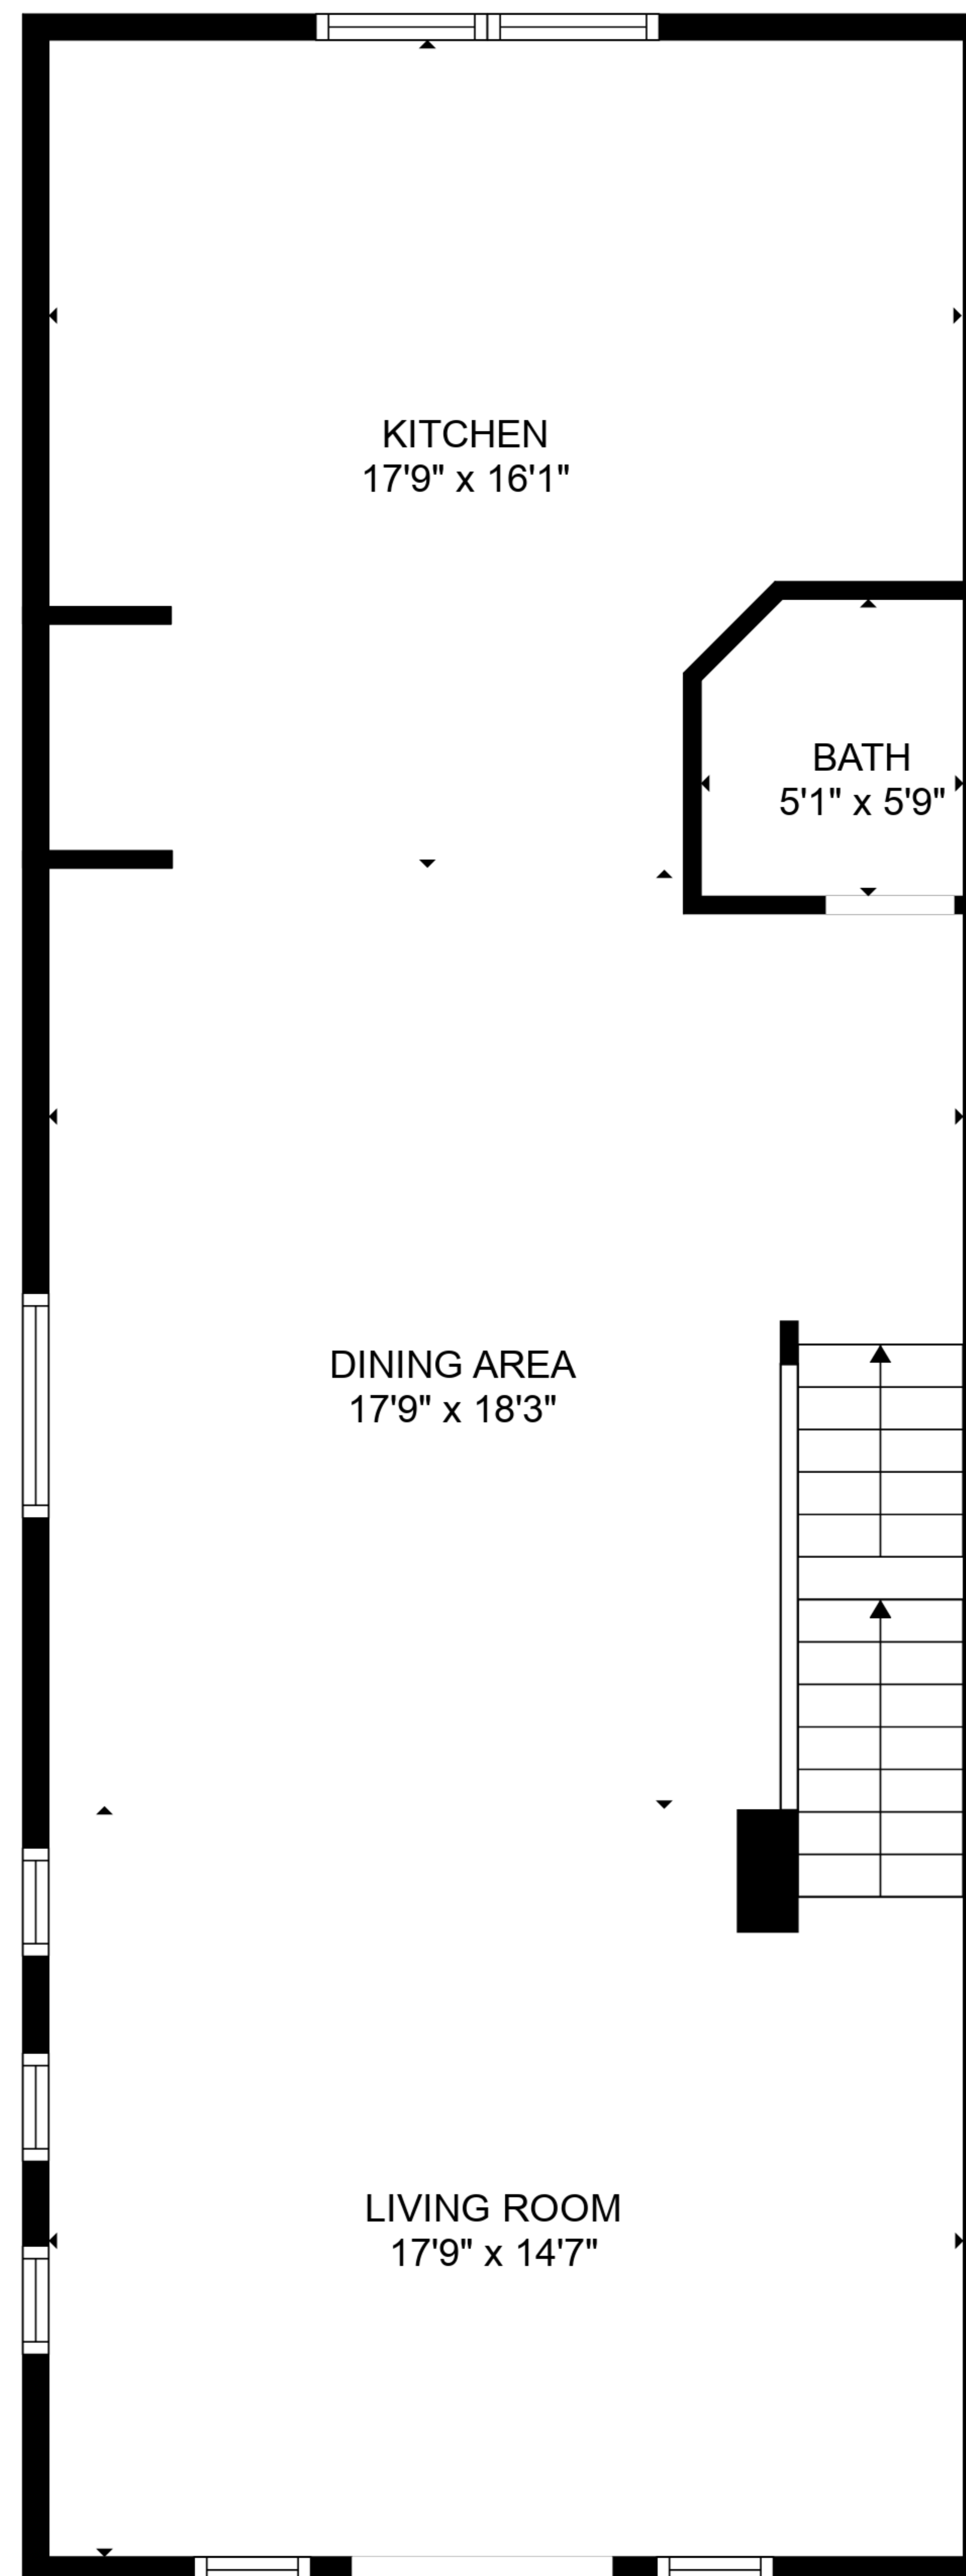 KITCHEN
17'9" x 16'1"
BATH
5'1" x 5'9"
DINING AREA
17'9" x 18'3"
LIVING ROOM
17'9" x 14'7"